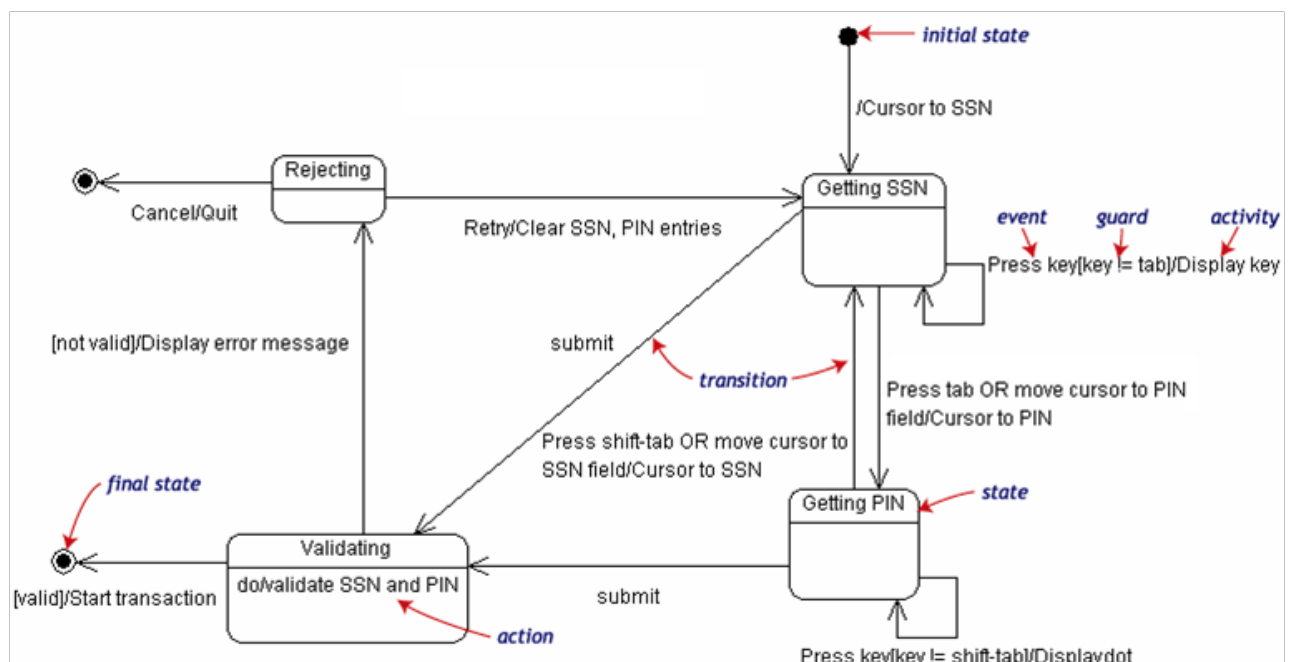 initial state
/Cursor to SSN
Rejecting
Getting SSN
Cancel/Quit
Retry/Clear SSN, PIN entries
event
guard
activity
Press key[key != tab]/Display key
[not valid]/Display error message
submit
transition
Press tab OR move cursor to PIN
field/Cursor to PIN
Press shift-tab OR move cursor to
SSN field/Cursor to SSN
final state
Getting PIN
state
Validating
do/validate SSN and PIN
[valid]/Start transaction
submit
action
Press key[key != shift-tab]/Displaydot